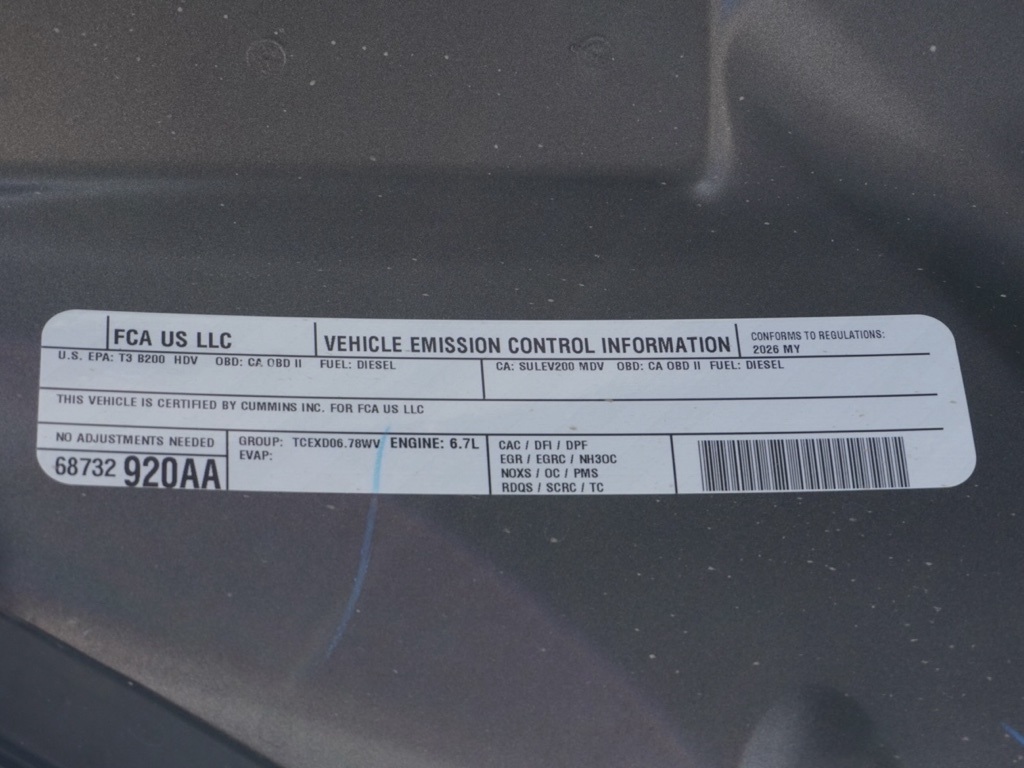 FCA US LLC
VEHICLE EMISSION CONTROL INFORMATION
CONFORMS TO REGULATIONS:
2026 MY
U.S. EPA: T3 B200 HDV OBD: CA OBD II FUEL: DIESEL
CA: SULEV200 MDV OBD: CA OBD II FUEL: DIESEL
THIS VEHICLE IS CERTIFIED BY CUMMINS INC. FOR FCA US LLC
NO ADJUSTMENTS NEEDED
68732 920AA
GROUP: TCEXD06.78WV ENGINE: 6.7L
EVAP:
CAC / DFI / DPF
EGR / EGRC / NH3OC
NOXS / OC / PMS
RDQS / SCRC / TC